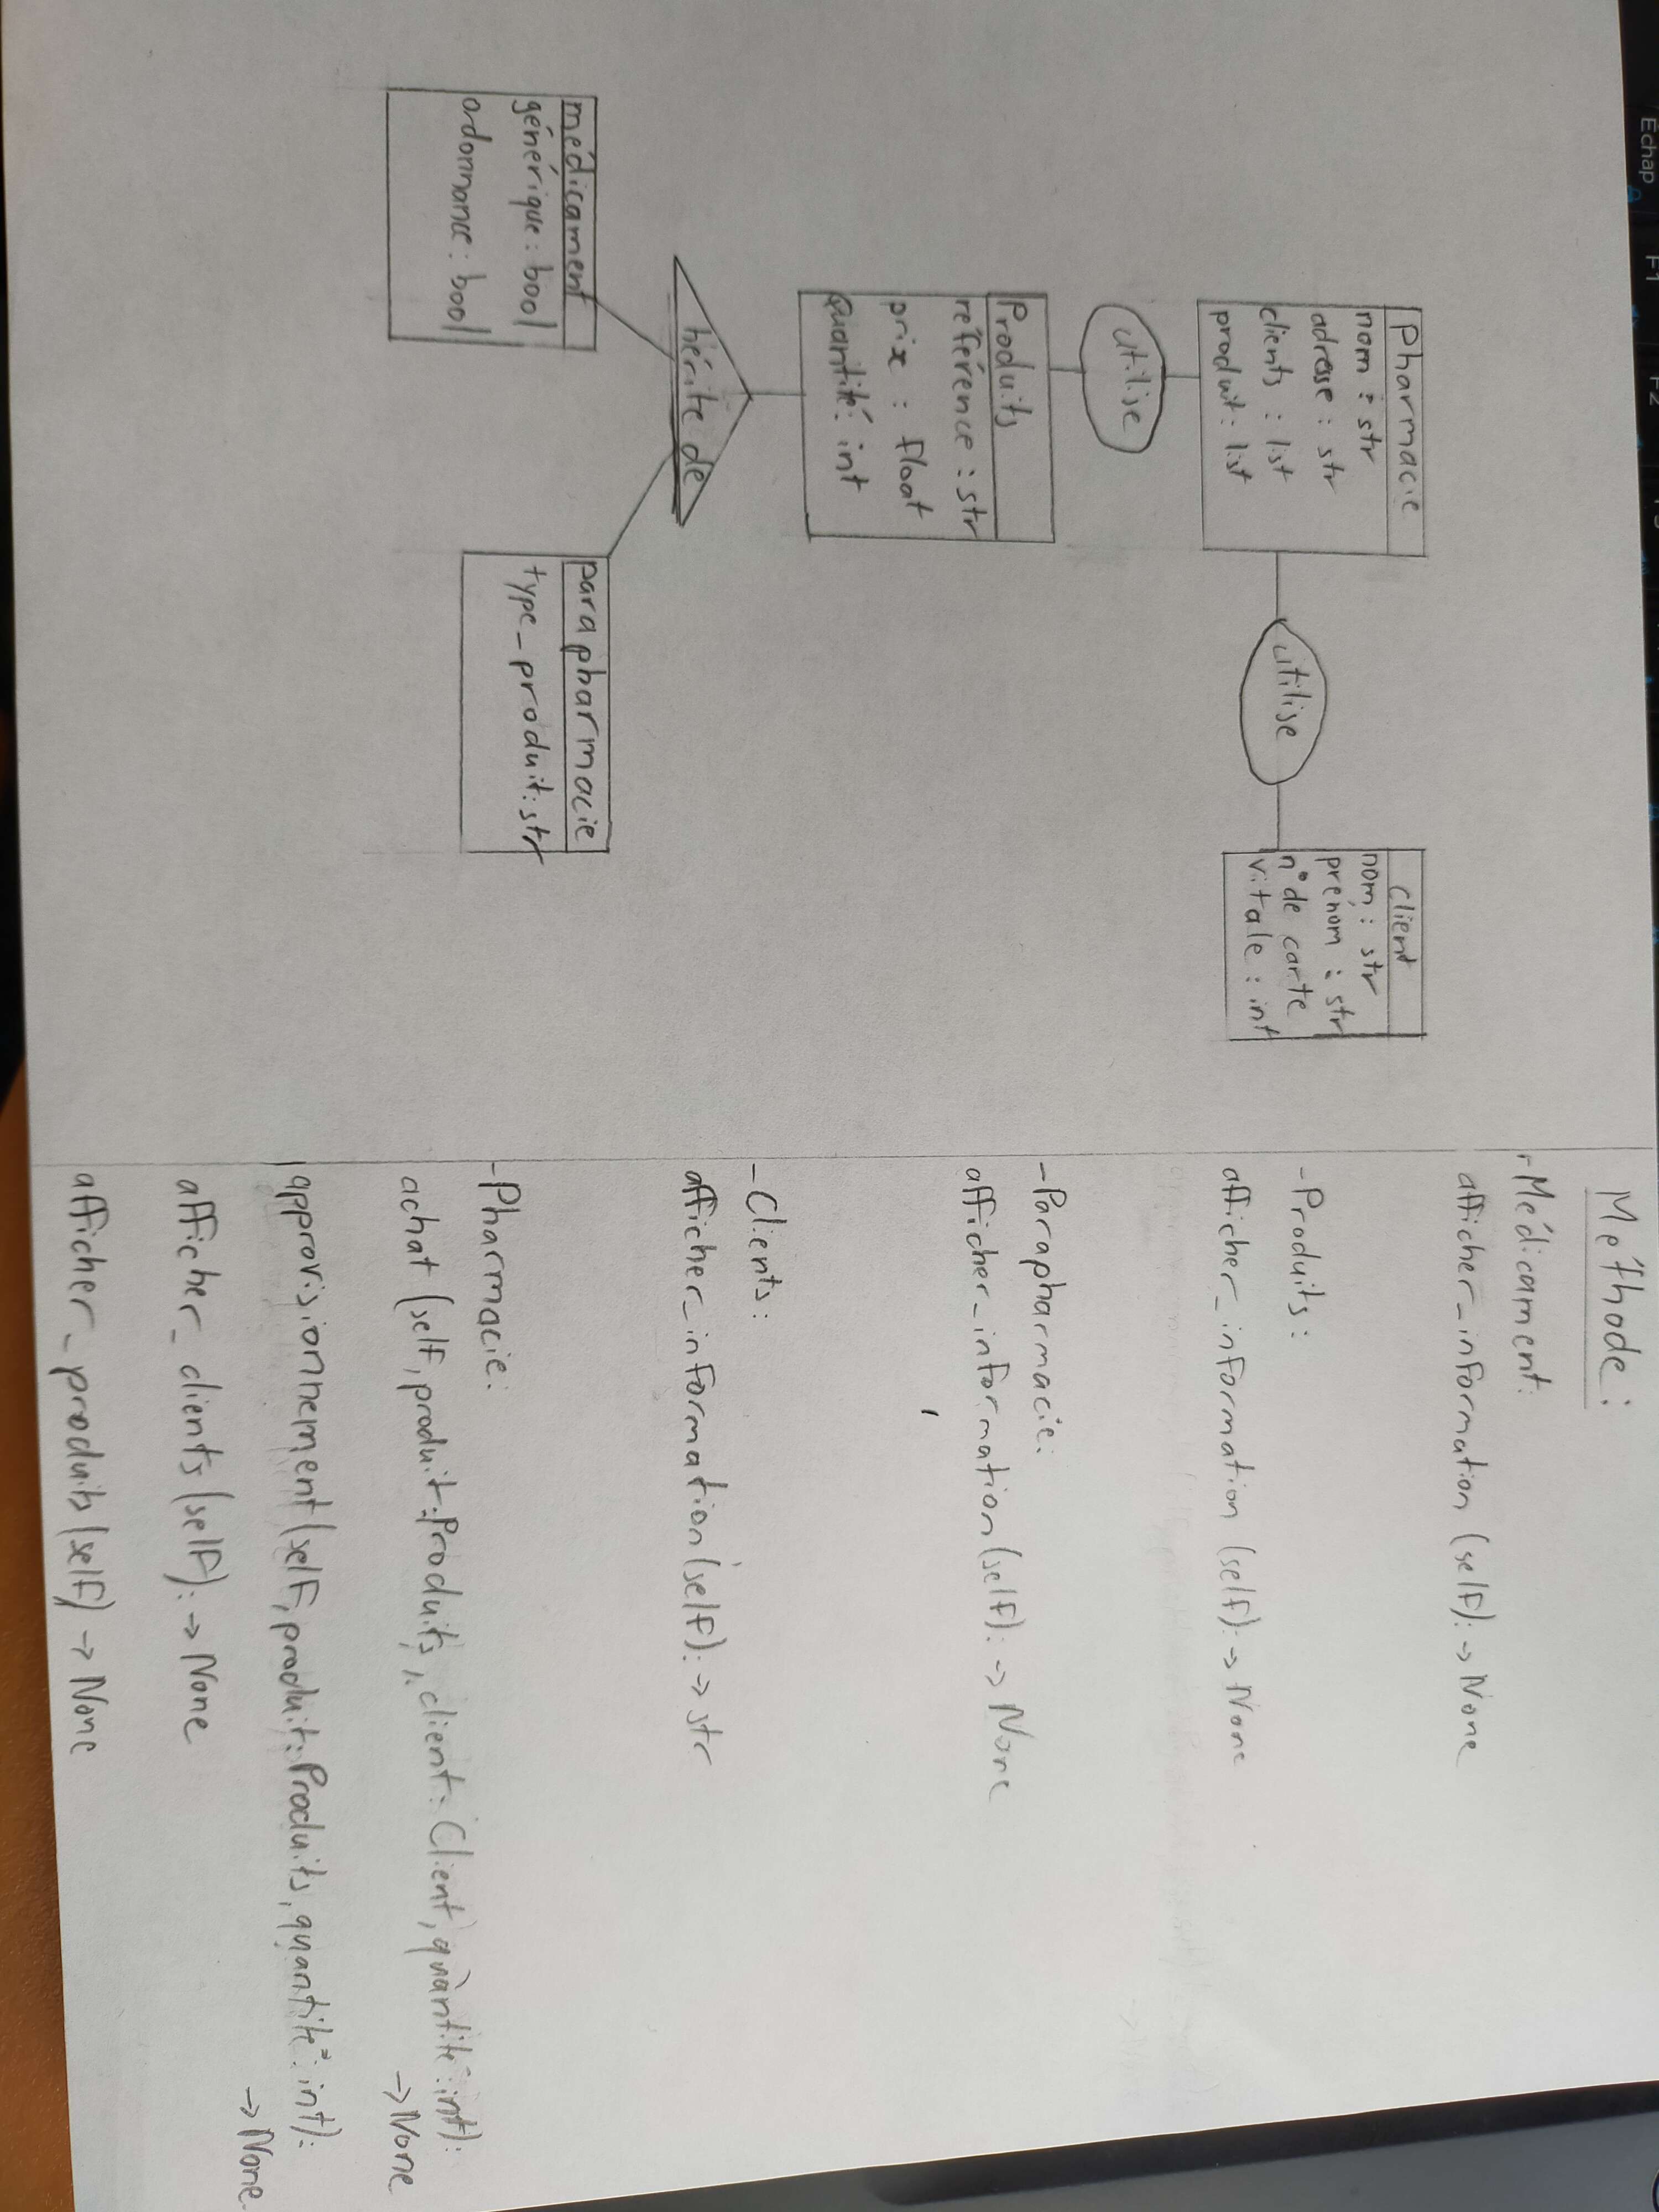 Echap
F1
F2
Pharmacie
nom : str
adresse : str
clients : list
produit : list
utilise
client
nom : str
prénom : str
n° de carte
vitale : int
utilise
Produits
référence : str
prix : float
Quantité : int
hérite de
médicament
générique : bool
ordonnance : bool
parapharmacie
type_produit : str
Méthode :
- Médicament :
afficher_information (self) : -> None
- Produits :
afficher_information (self) : -> None
- Parapharmacie :
afficher_information (self) : -> None
- Clients :
afficher_information (self) : -> str
- Pharmacie :
achat (self, produit : Produits, client : Client, quantité : int) :
-> None
approvisionnement (self, produit : Produits, quantité : int) :
-> None
afficher_clients (self) : -> None
afficher_produits (self) -> None